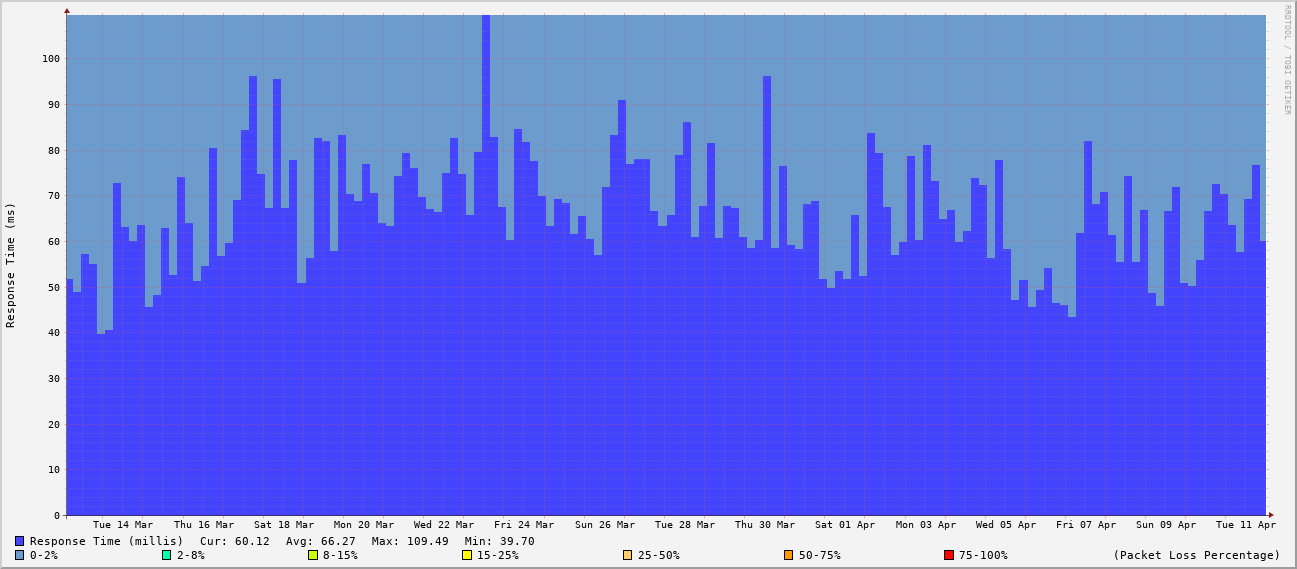 RRDTOOL / TOBI OETIKER
Response Time (ms)
100
90
80
70
60
50
40
30
20
10
0
Tue 14 Mar Thu 16 Mar Sat 18 Mar Mon 20 Mar Wed 22 Mar Fri 24 Mar Sun 26 Mar Tue 28 Mar Thu 30 Mar Sat 01 Apr Mon 03 Apr Wed 05 Apr Fri 07 Apr Sun 09 Apr Tue 11 Apr
Response Time (millis) Cur: 60.12 Avg: 66.27 Max: 109.49 Min: 39.70
0-2% 2-8% 8-15% 15-25% 25-50% 50-75% 75-100% (Packet Loss Percentage)